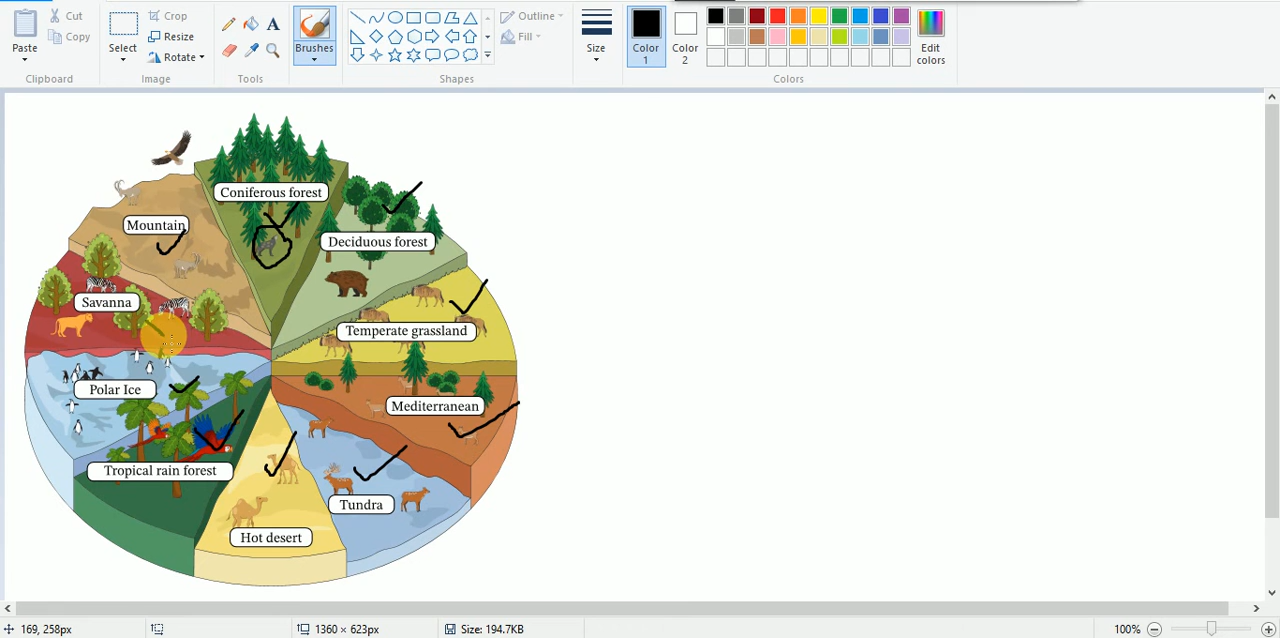 Paste
Cut
Copy
Clipboard
Select
Crop
Resize
Rotate
Image
A
Tools
Brushes
Shapes
Outline
Fill
Size
Color
1
Color
2
Edit
colors
Colors
Coniferous forest
Mountain
Deciduous forest
Savanna
Temperate grassland
Polar Ice
Mediterranean
Tropical rain forest
Tundra
Hot desert
169, 258px
1360 × 623px
Size: 194.7KB
100%